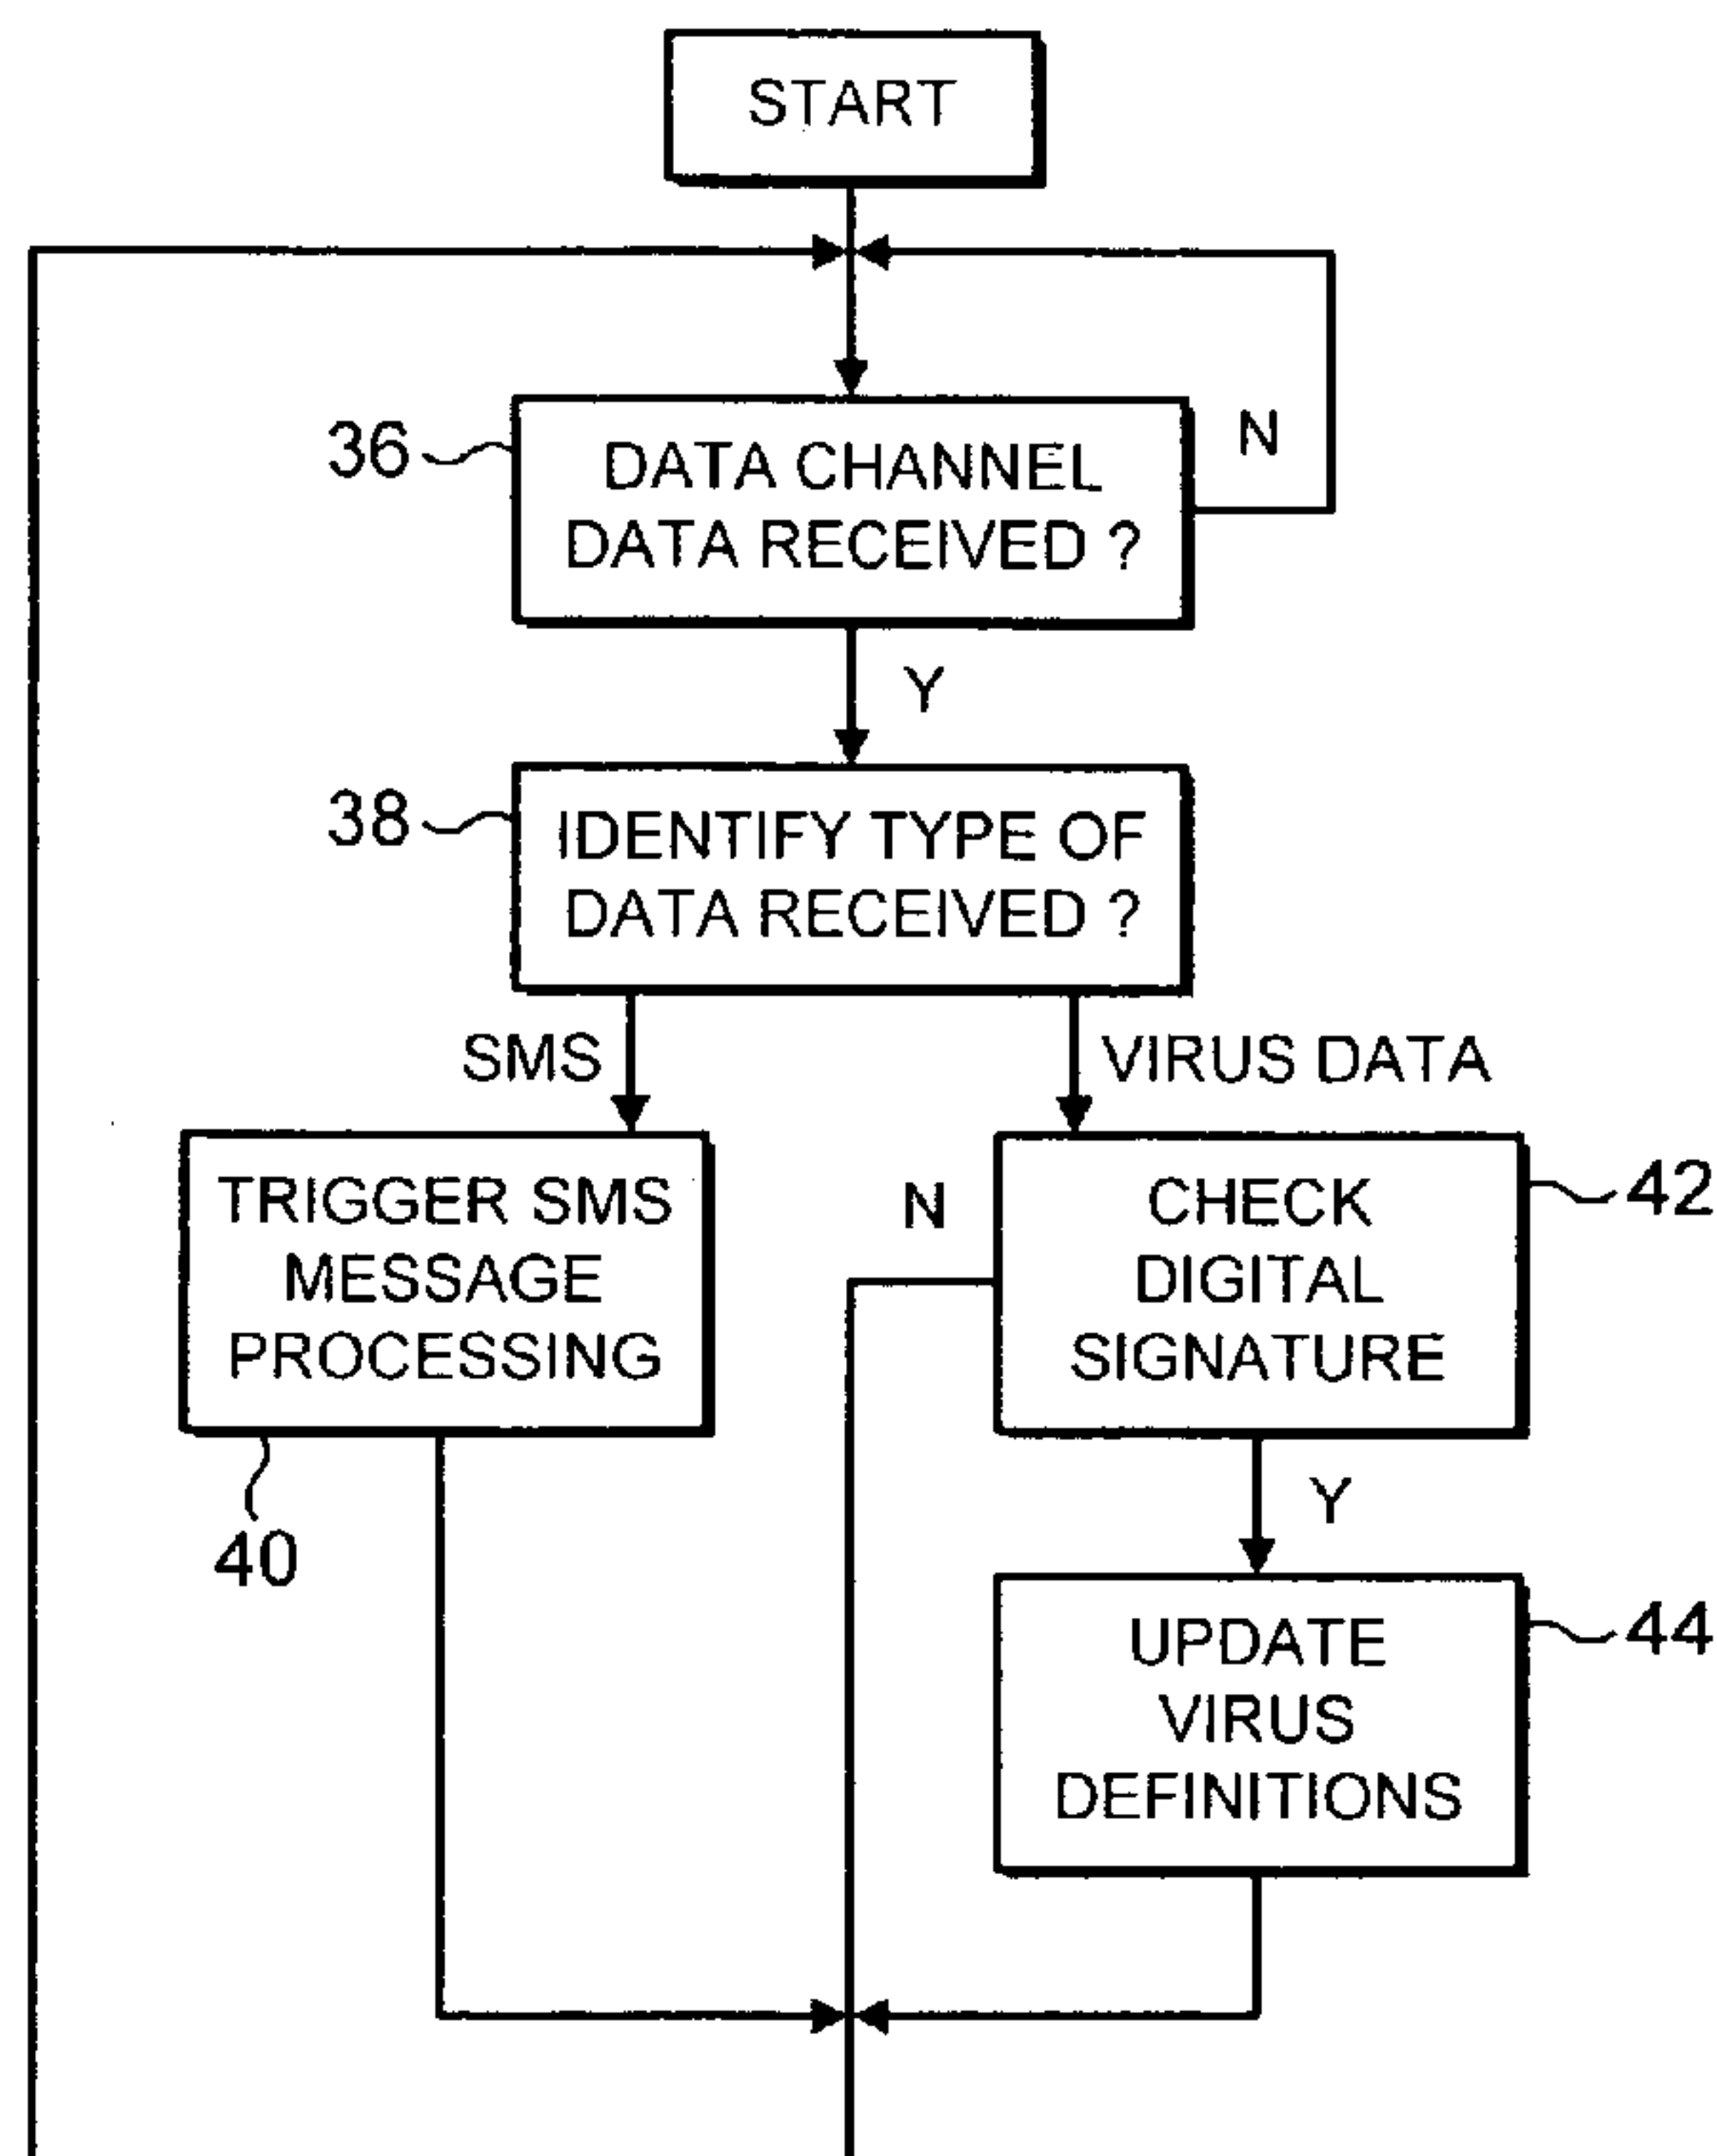 START
36
DATA CHANNEL
DATA RECEIVED ?
N
Y
38
IDENTIFY TYPE OF
DATA RECEIVED ?
SMS
VIRUS DATA
TRIGGER SMS
MESSAGE
PROCESSING
40
N
CHECK
DIGITAL
SIGNATURE
42
Y
UPDATE
VIRUS
DEFINITIONS
44